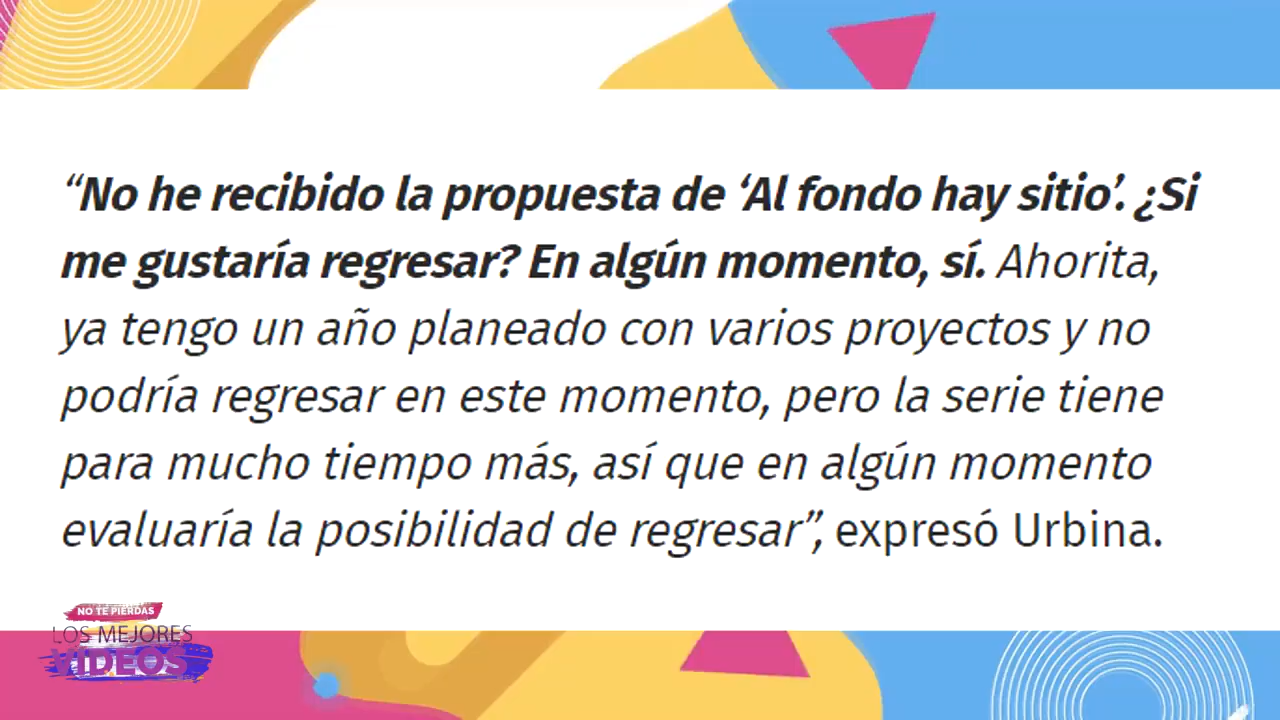 “No he recibido la propuesta de ‘Al fondo hay sitio’. ¿Si
me gustaría regresar? En algún momento, sí. Ahorita,
ya tengo un año planeado con varios proyectos y no
podría regresar en este momento, pero la serie tiene
para mucho tiempo más, así que en algún momento
evaluaría la posibilidad de regresar”, expresó Urbina.
NO TE PIERDAS
LOS MEJORES
VIDEOS